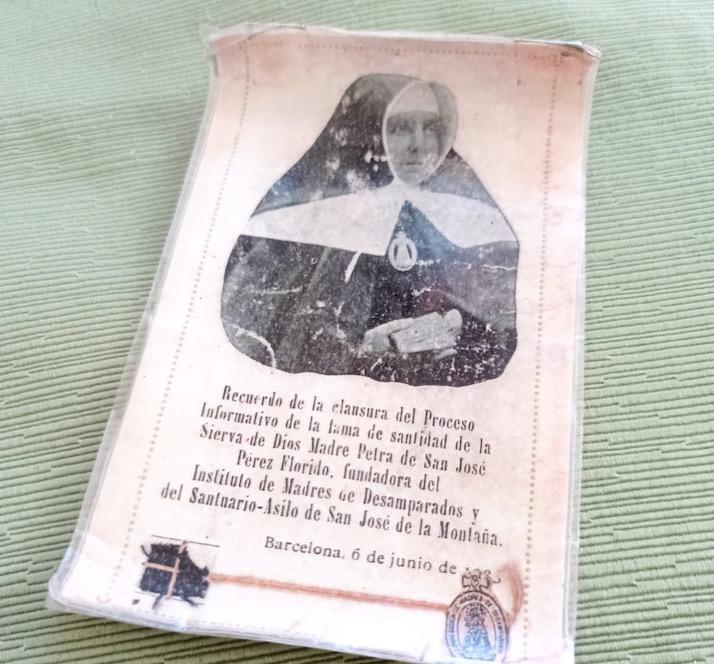 Recuerdo de la clausura del Proceso
Informativo de la fama de santidad de la
Sierva de Dios Madre Petra de San José
Pérez Florido, fundadora del
Instituto de Madres de Desamparados y
del Santuario-Asilo de San José de la Montaña.
Barcelona, 6 de junio de